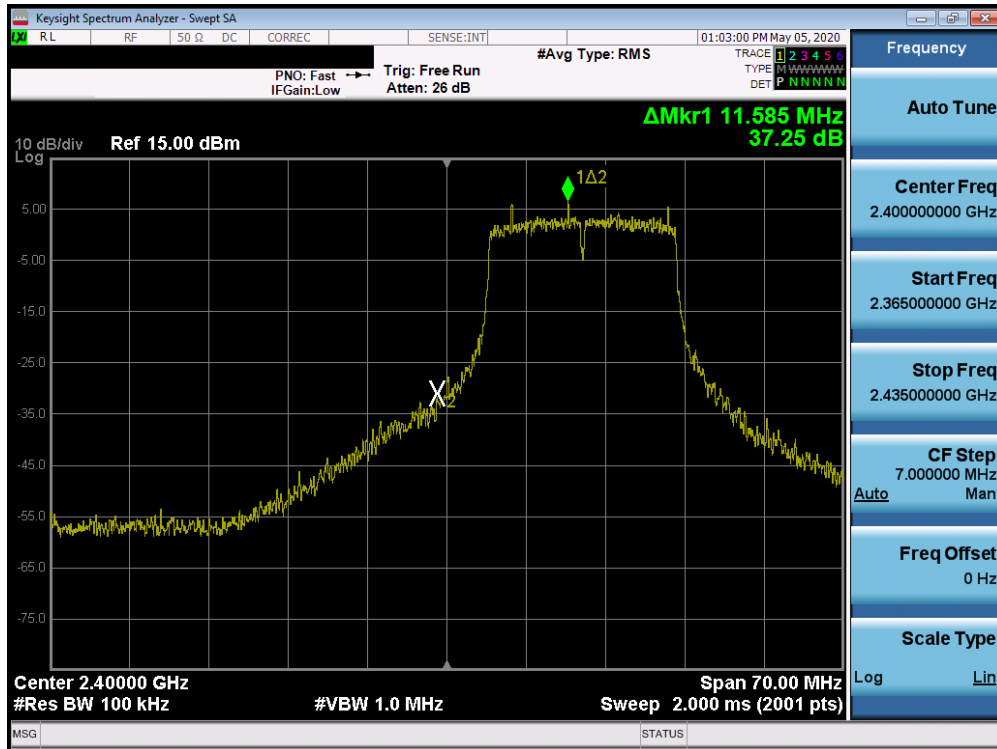 Keysight Spectrum Analyzer - Swept SA
LXI RL RF 50 Ω DC CORREC SENSE:INT 01:03:00 PM May 05, 2020
#Avg Type: RMS TRACE 1 2 3 4 5 6
TYPE M WWWWW
DET P N N N N N
PNO: Fast Trig: Free Run
IFGain:Low Atten: 26 dB
ΔMkr1 11.585 MHz
37.25 dB
10 dB/div Ref 15.00 dBm
Log
1Δ2
5.00
-5.00
-15.0
-25.0
X2
-35.0
-45.0
-55.0
-65.0
-75.0
Center 2.40000 GHz Span 70.00 MHz
#Res BW 100 kHz #VBW 1.0 MHz Sweep 2.000 ms (2001 pts)
MSG STATUS
Frequency
Auto Tune
Center Freq
2.400000000 GHz
Start Freq
2.365000000 GHz
Stop Freq
2.435000000 GHz
CF Step
7.000000 MHz
Auto Man
Freq Offset
0 Hz
Scale Type
Log Lin